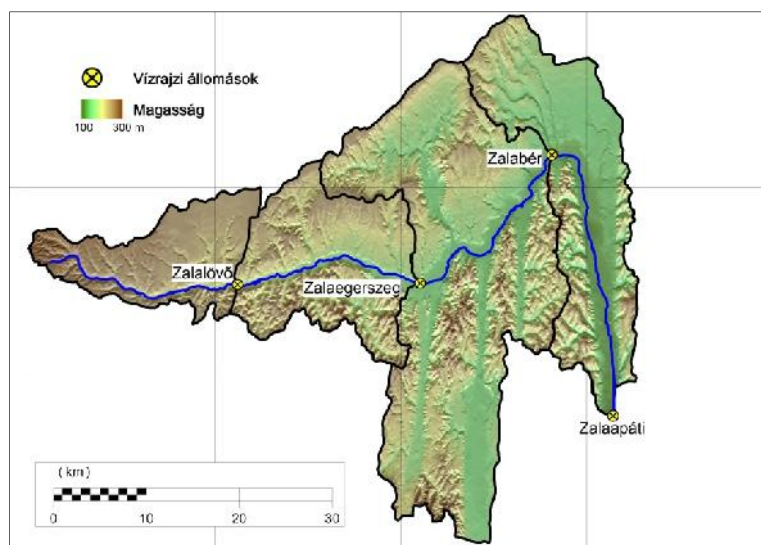 Vízrajzi állomások
Magasság
100 300 m
Zalabér
Zalalövő
Zalaegerszeg
Zalaapáti
( km )
0 10 20 30